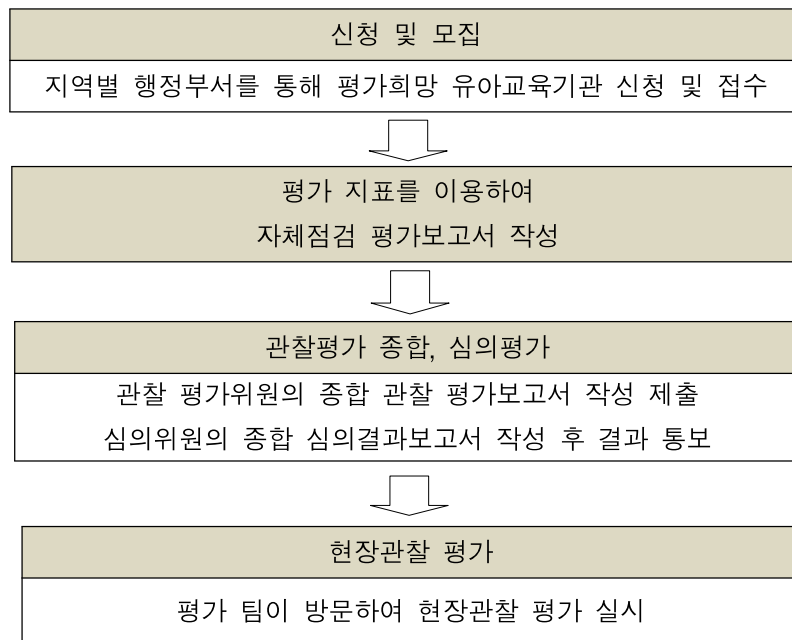 신청 및 모집
지역별 행정부서를 통해 평가희망 유아교육기관 신청 및 접수
평가 지표를 이용하여
자체점검 평가보고서 작성
관찰평가 종합, 심의평가
관찰 평가위원의 종합 관찰 평가보고서 작성 제출
심의위원의 종합 심의결과보고서 작성 후 결과 통보
현장관찰 평가
평가 팀이 방문하여 현장관찰 평가 실시